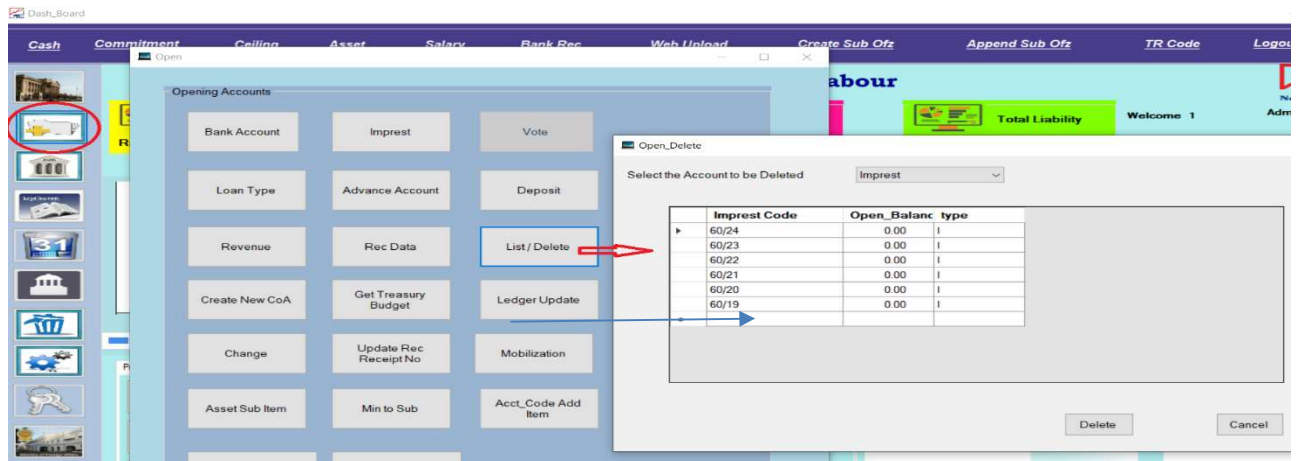 Dash_Board
Cash Commitment Ceiling Asset Salary Bank Rec Web Upload Create Sub Ofz Append Sub Ofz TR Code Logou
Open
abour
Opening Accounts
Bank Account Imprest Vote
Total Liability
Welcome 1
Adm
Open_Delete
Select the Account to be Deleted Imprest
Loan Type Advance Account Deposit
Imprest Code Open_Balanc type
60/24 0.00 I
60/23 0.00 I
60/22 0.00 I
60/21 0.00 I
60/20 0.00 I
60/19 0.00 I
Revenue Rec Data List / Delete
Create New CoA Get Treasury Budget Ledger Update
Change Update Rec Receipt No Mobilization
Asset Sub Item Min to Sub Acct_Code Add Item
Delete Cancel
31